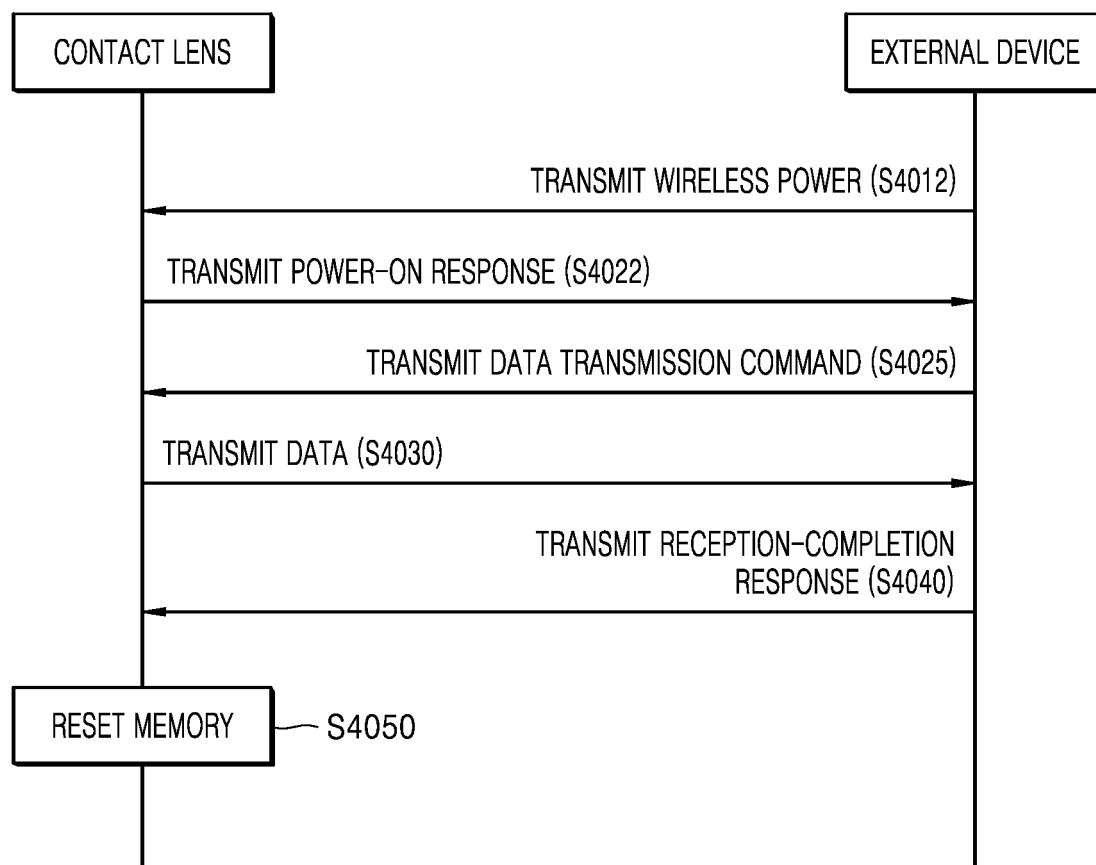 CONTACT LENS
EXTERNAL DEVICE
TRANSMIT WIRELESS POWER (S4012)
TRANSMIT POWER-ON RESPONSE (S4022)
TRANSMIT DATA TRANSMISSION COMMAND (S4025)
TRANSMIT DATA (S4030)
TRANSMIT RECEPTION-COMPLETION
RESPONSE (S4040)
RESET MEMORY
S4050